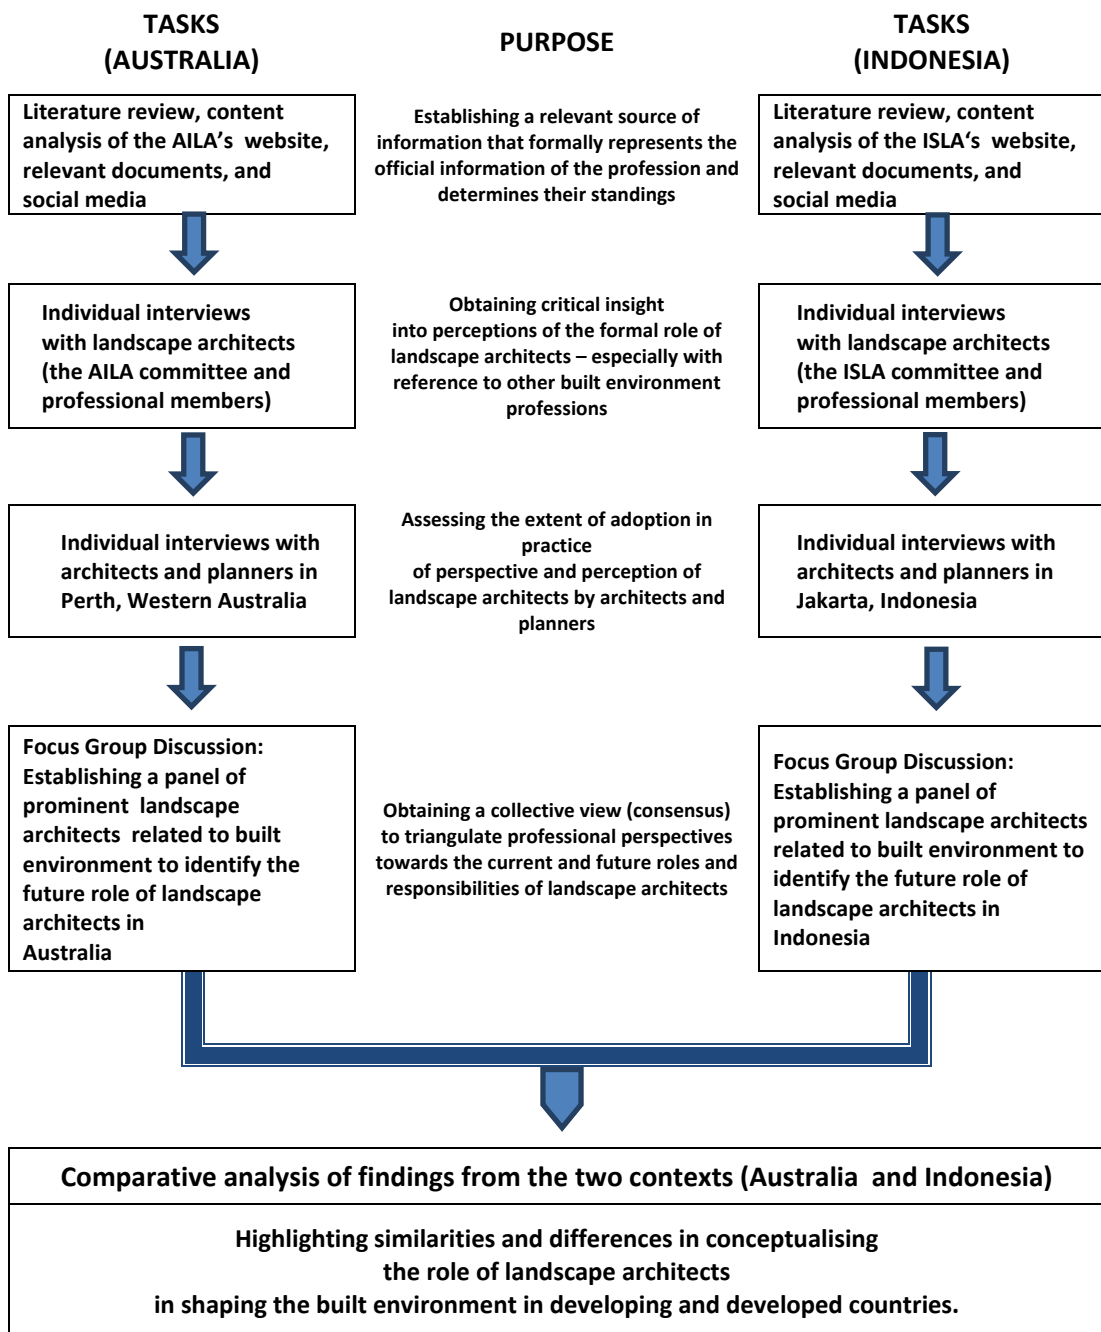 TASKS
(AUSTRALIA)
PURPOSE
TASKS
(INDONESIA)
Literature review, content
analysis of the AILA’s website,
relevant documents, and
social media
Establishing a relevant source of
information that formally represents the
official information of the profession and
determines their standings
Literature review, content
analysis of the ISLA‘s website,
relevant documents, and
social media
Individual interviews
with landscape architects
(the AILA committee and
professional members)
Obtaining critical insight
into perceptions of the formal role of
landscape architects – especially with
reference to other built environment
professions
Individual interviews
with landscape architects
(the ISLA committee and
professional members)
Individual interviews with
architects and planners in
Perth, Western Australia
Assessing the extent of adoption in
practice
of perspective and perception of
landscape architects by architects and
planners
Individual interviews with
architects and planners in
Jakarta, Indonesia
Focus Group Discussion:
Establishing a panel of
prominent landscape
architects related to built
environment to identify the
future role of landscape
architects in
Australia
Obtaining a collective view (consensus)
to triangulate professional perspectives
towards the current and future roles and
responsibilities of landscape architects
Focus Group Discussion:
Establishing a panel of
prominent landscape architects
related to built environment to
identify the future role of
landscape architects in
Indonesia
Comparative analysis of findings from the two contexts (Australia and Indonesia)
Highlighting similarities and differences in conceptualising
the role of landscape architects
in shaping the built environment in developing and developed countries.